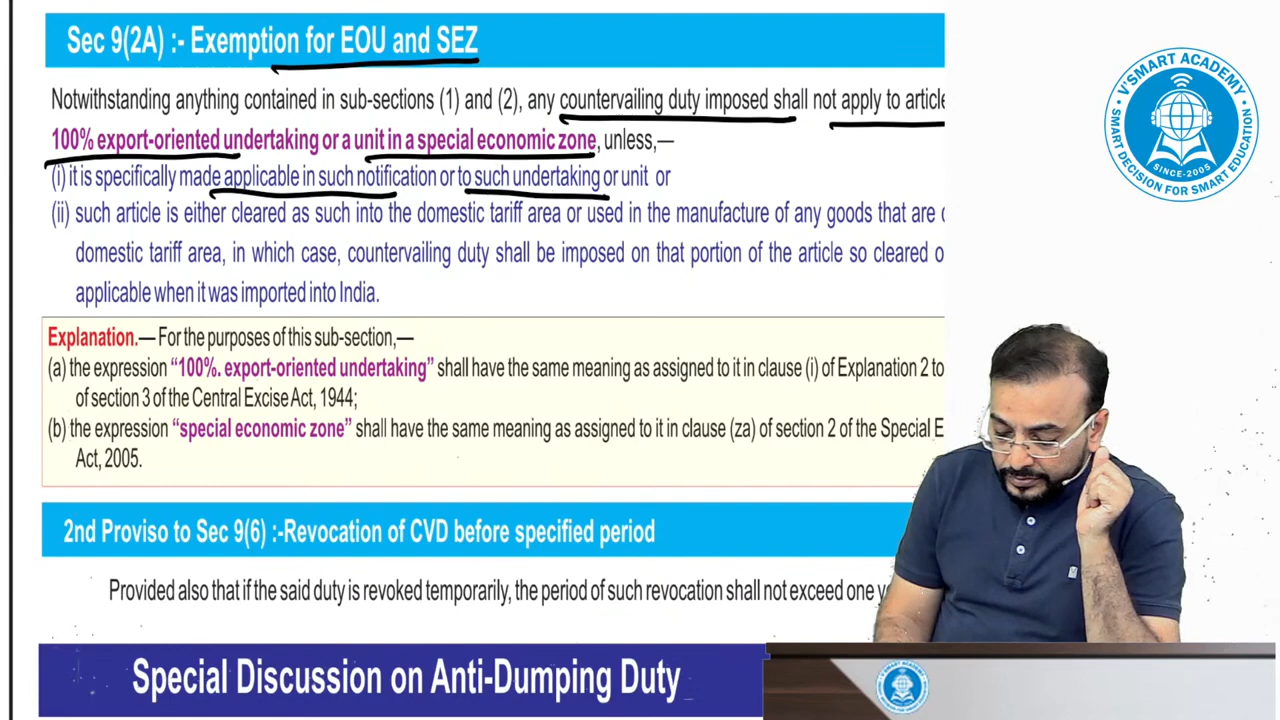 Sec 9(2A) :- Exemption for EOU and SEZ
Notwithstanding anything contained in sub-sections (1) and (2), any countervailing duty imposed shall not apply to article
100% export-oriented undertaking or a unit in a special economic zone, unless,—
(i) it is specifically made applicable in such notification or to such undertaking or unit or
(ii) such article is either cleared as such into the domestic tariff area or used in the manufacture of any goods that are
domestic tariff area, in which case, countervailing duty shall be imposed on that portion of the article so cleared
applicable when it was imported into India.
Explanation.— For the purposes of this sub-section,—
(a) the expression “100%. export-oriented undertaking” shall have the same meaning as assigned to it in clause (i) of Explanation 2 to
of section 3 of the Central Excise Act, 1944;
(b) the expression “special economic zone” shall have the same meaning as assigned to it in clause (za) of section 2 of the Special E
Act, 2005.
2nd Proviso to Sec 9(6) :-Revocation of CVD before specified period
Provided also that if the said duty is revoked temporarily, the period of such revocation shall not exceed one
Special Discussion on Anti-Dumping Duty
V'SMART ACADEMY
SMART DECISION FOR SMART EDUCATION
SINCE-2005